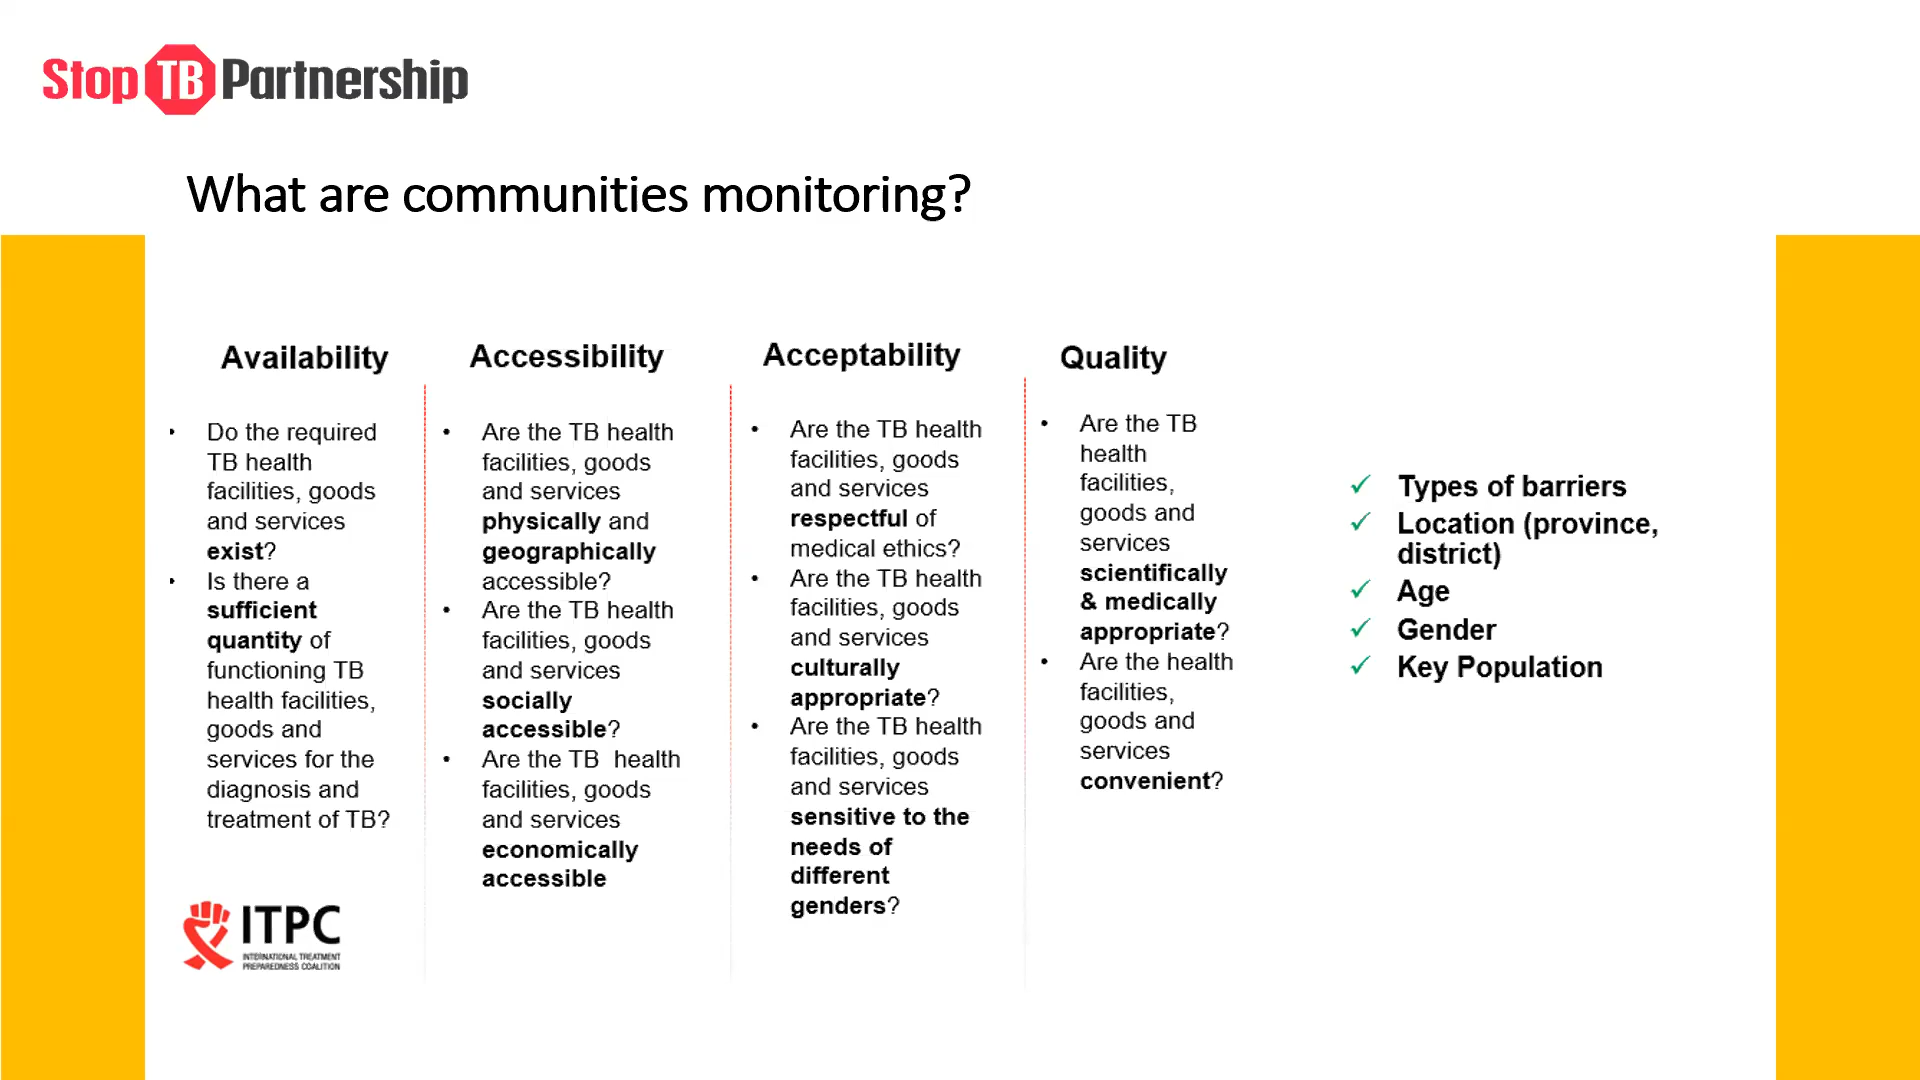 Stop TB Partnership
What are communities monitoring?
Availability
• Do the required
TB health
facilities, goods
and services
exist?
• Is there a
sufficient
quantity of
functioning TB
health facilities,
goods and
services for the
diagnosis and
treatment of TB?
Accessibility
• Are the TB health
facilities, goods
and services
physically and
geographically
accessible?
• Are the TB health
facilities, goods
and services
socially
accessible?
• Are the TB health
facilities, goods
and services
economically
accessible
Acceptability
• Are the TB health
facilities, goods
and services
respectful of
medical ethics?
• Are the TB health
facilities, goods
and services
culturally
appropriate?
• Are the TB health
facilities, goods
and services
sensitive to the
needs of
different
genders?
Quality
• Are the TB
health
facilities,
goods and
services
scientifically
& medically
appropriate?
• Are the health
facilities,
goods and
services
convenient?
✓ Types of barriers
✓ Location (province,
district)
✓ Age
✓ Gender
✓ Key Population
ITPC
INTERNATIONAL TREATMENT
PREPAREDNESS COALITION